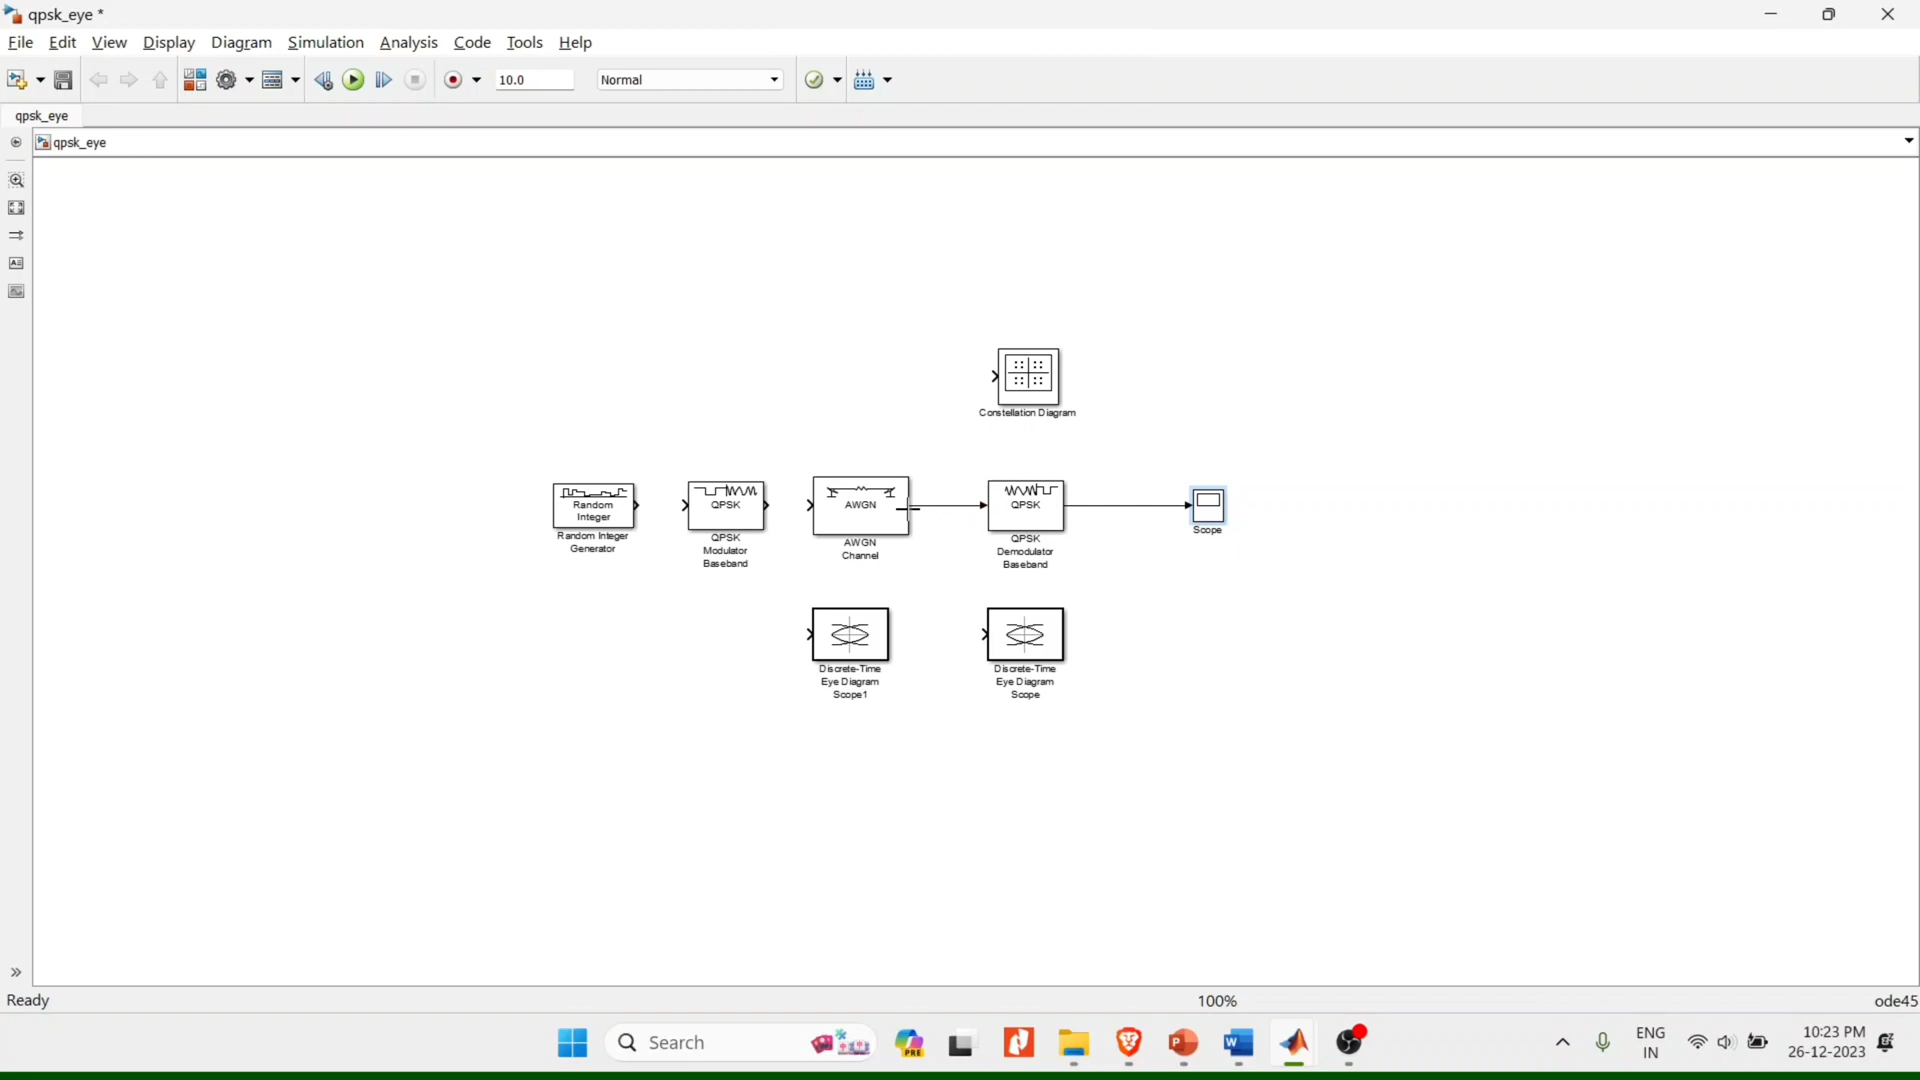 qpsk_eye *
File Edit View Display Diagram Simulation Analysis Code Tools Help
10.0 Normal
qpsk_eye
qpsk_eye
Constellation Diagram
Random
Integer
Random Integer
Generator
QPSK
QPSK
Modulator
Baseband
AWGN
AWGN
Channel
QPSK
QPSK
Demodulator
Baseband
Scope
Discrete-Time
Eye Diagram
Scope1
Discrete-Time
Eye Diagram
Scope
Ready 100% ode45
Search
PRE
ENG
IN
10:23 PM
26-12-2023